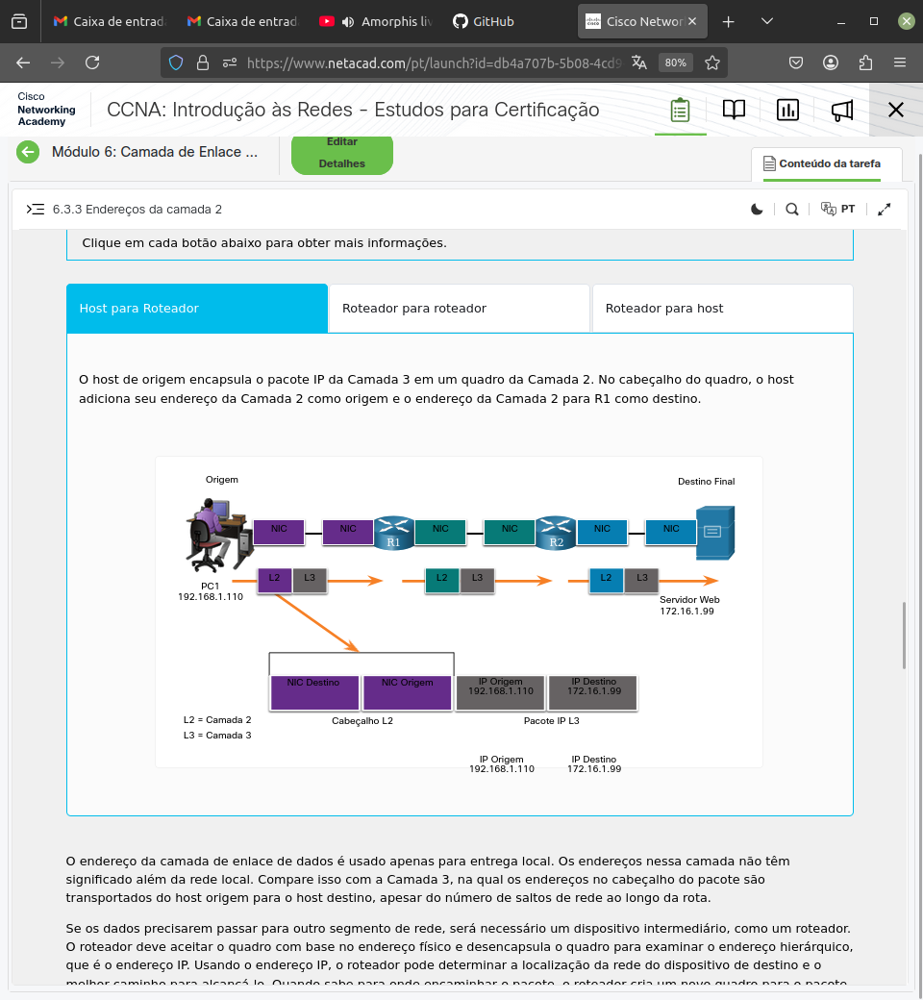 Caixa de entrad
Caixa de entrad
Amorphis liv
GitHub
Cisco Networ
https://www.netacad.com/pt/launch?id=db4a707b-5b08-4cd9
80%
Cisco
Networking
Academy
CCNA: Introdução às Redes - Estudos para Certificação
Módulo 6: Camada de Enlace ...
Editar
Detalhes
Conteúdo da tarefa
6.3.3 Endereços da camada 2
PT
Clique em cada botão abaixo para obter mais informações.
Host para Roteador
Roteador para roteador
Roteador para host
O host de origem encapsula o pacote IP da Camada 3 em um quadro da Camada 2. No cabeçalho do quadro, o host
adiciona seu endereço da Camada 2 como origem e o endereço da Camada 2 para R1 como destino.
Origem
Destino Final
NIC
NIC
R1
NIC
NIC
R2
NIC
NIC
L2
L3
L2
L3
L2
L3
PC1
192.168.1.110
Servidor Web
172.16.1.99
NIC Destino
NIC Origem
IP Origem
192.168.1.110
IP Destino
172.16.1.99
L2 = Camada 2
L3 = Camada 3
Cabeçalho L2
Pacote IP L3
IP Origem
192.168.1.110
IP Destino
172.16.1.99
O endereço da camada de enlace de dados é usado apenas para entrega local. Os endereços nessa camada não têm
significado além da rede local. Compare isso com a Camada 3, na qual os endereços no cabeçalho do pacote são
transportados do host origem para o host destino, apesar do número de saltos de rede ao longo da rota.
Se os dados precisarem passar para outro segmento de rede, será necessário um dispositivo intermediário, como um roteador.
O roteador deve aceitar o quadro com base no endereço físico e desencapsula o quadro para examinar o endereço hierárquico,
que é o endereço IP. Usando o endereço IP, o roteador pode determinar a localização da rede do dispositivo de destino e o
melhor caminho para alcançá-lo. Quando sabe para onde encaminhar o pacote, o roteador cria um novo quadro para o pacote,